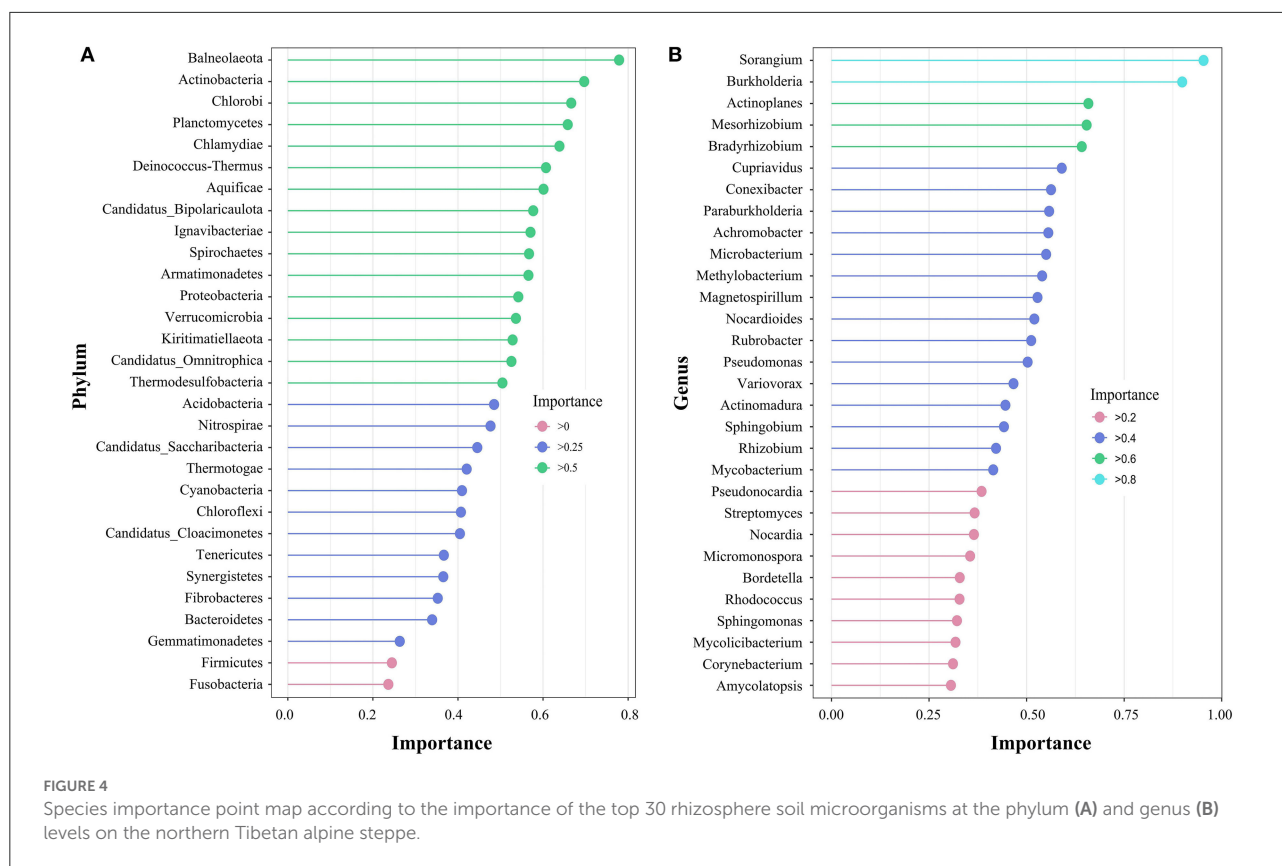 A
Balneolaeota
Actinobacteria
Chlorobi
Planctomycetes
Chlamydiae
Deinococcus-Thermus
Aquificae
Candidatus_Bipolaricaulota
Ignavibacteriae
Spirochaetes
Armatimonadetes
Proteobacteria
Verrucomicrobia
Kiritimatiellaeota
Candidatus_Omnitrophica
Thermodesulfobacteria
Acidobacteria
Nitrospirae
Candidatus_Saccharibacteria
Thermotogae
Cyanobacteria
Chloroflexi
Candidatus_Cloacimonetes
Tenericutes
Synergistetes
Fibrobacteres
Bacteroidetes
Gemmatimonadetes
Firmicutes
Fusobacteria
Phylum
Importance
>0
>0.25
>0.5
0.0 0.2 0.4 0.6 0.8
Importance
B
Sorangium
Burkholderia
Actinoplanes
Mesorhizobium
Bradyrhizobium
Cupriavidus
Conexibacter
Paraburkholderia
Achromobacter
Microbacterium
Methylobacterium
Magnetospirillum
Nocardioides
Rubrobacter
Pseudomonas
Variovorax
Actinomadura
Sphingobium
Rhizobium
Mycobacterium
Pseudonocardia
Streptomyces
Nocardia
Micromonospora
Bordetella
Rhodococcus
Sphingomonas
Mycolicibacterium
Corynebacterium
Amycolatopsis
Genus
Importance
>0.2
>0.4
>0.6
>0.8
0.00 0.25 0.50 0.75 1.00
Importance
FIGURE 4
Species importance point map according to the importance of the top 30 rhizosphere soil microorganisms at the phylum (A) and genus (B)
levels on the northern Tibetan alpine steppe.